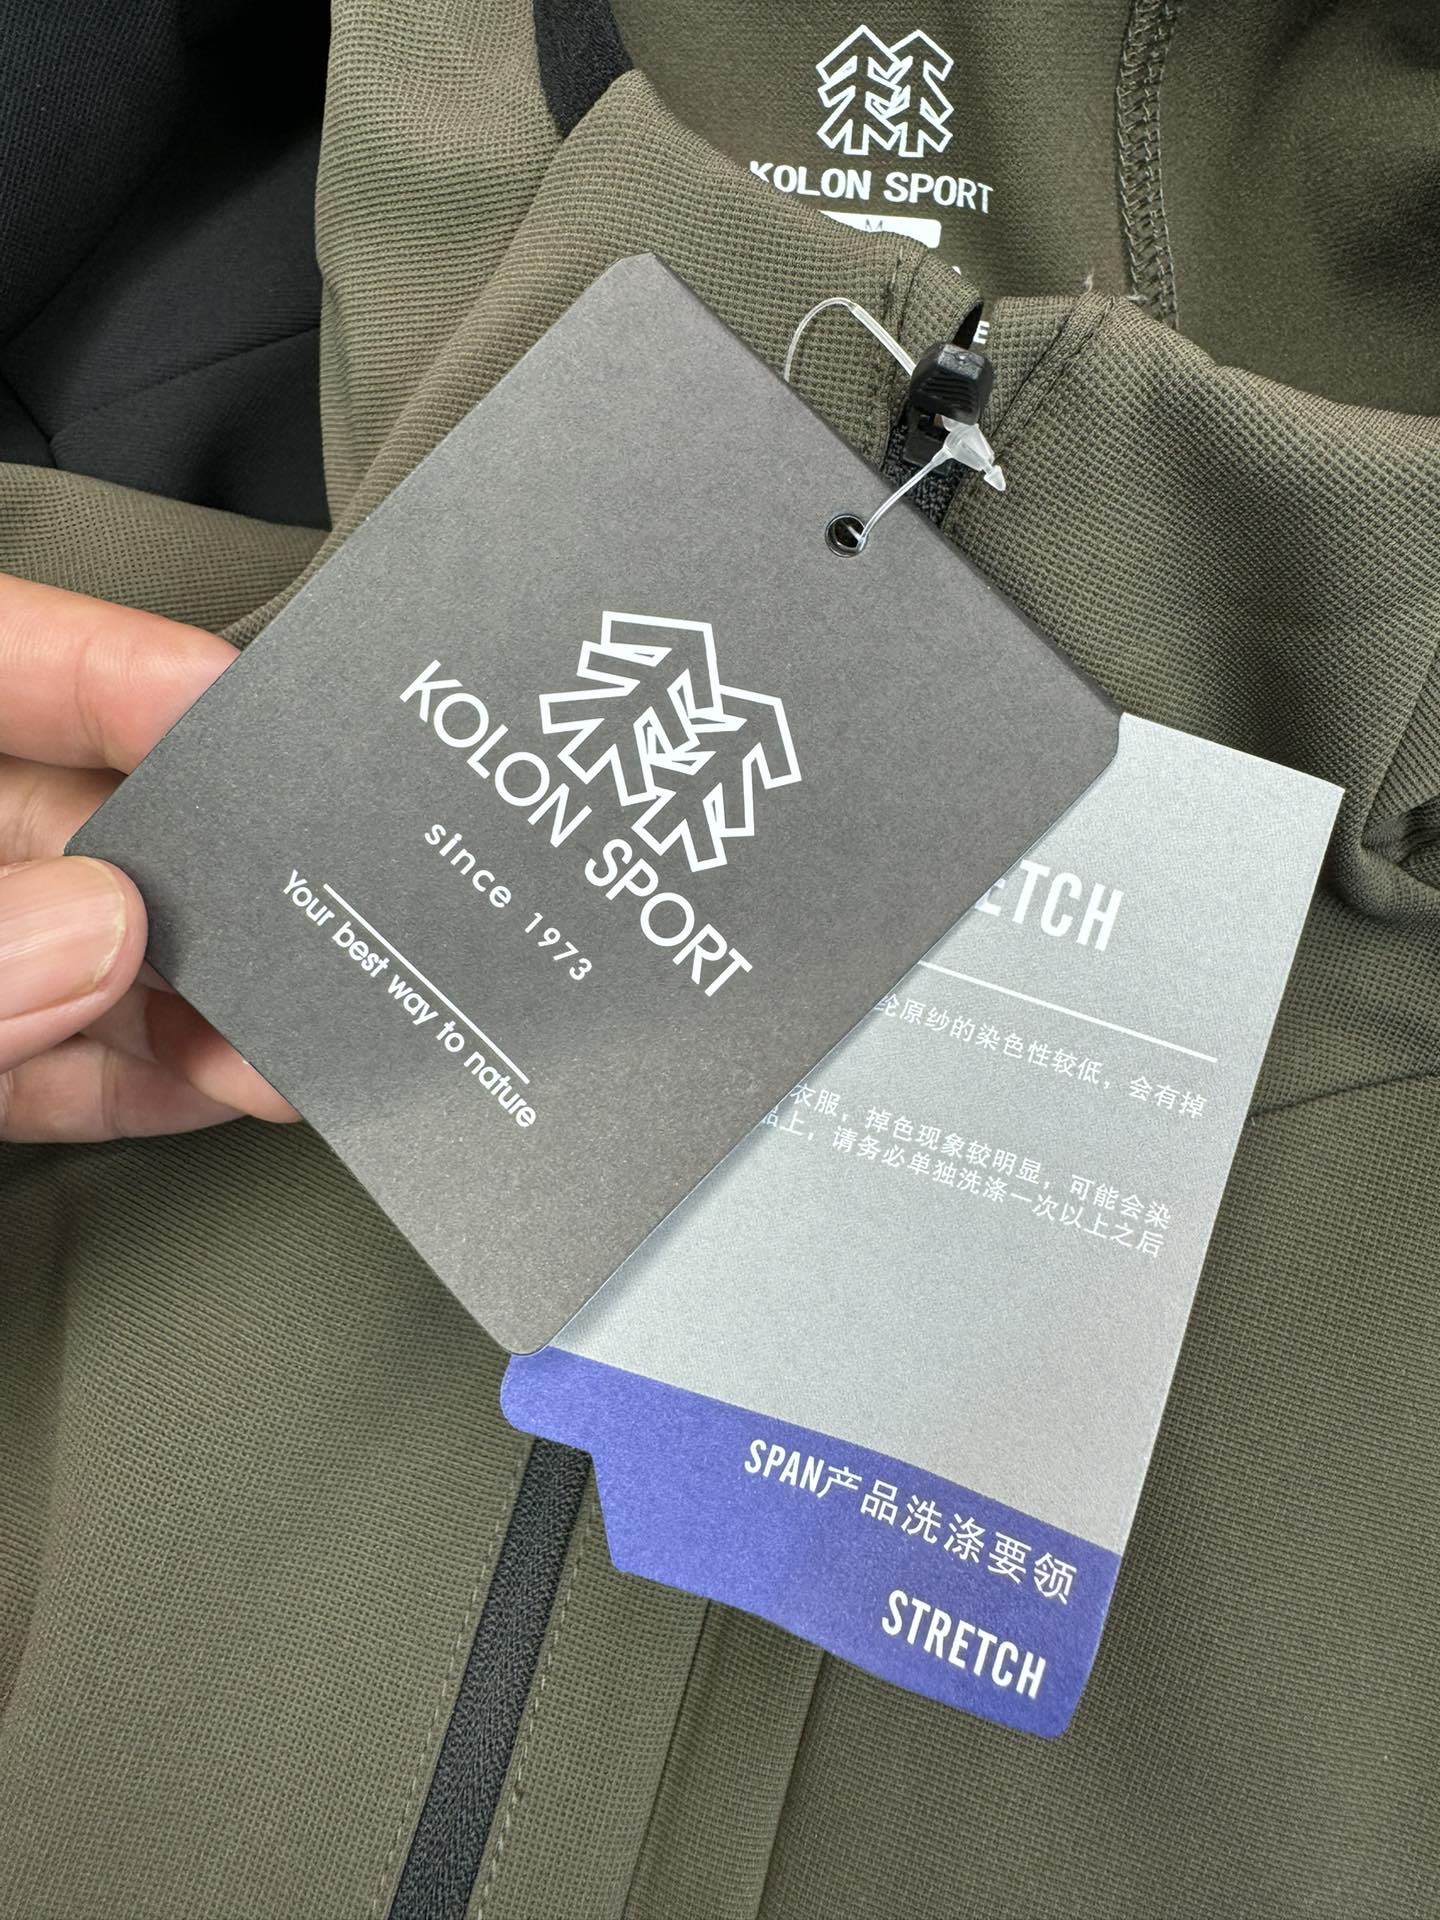 KOLON SPORT
M
E
KOLON SPORT
since 1973
Your best way to nature
ETCH
纶原纱的染色性较低，会有掉
衣服，掉色现象较明显，可能会染
品上，请务必单独洗涤一次以上之后
SPAN产品洗涤要领
STRETCH